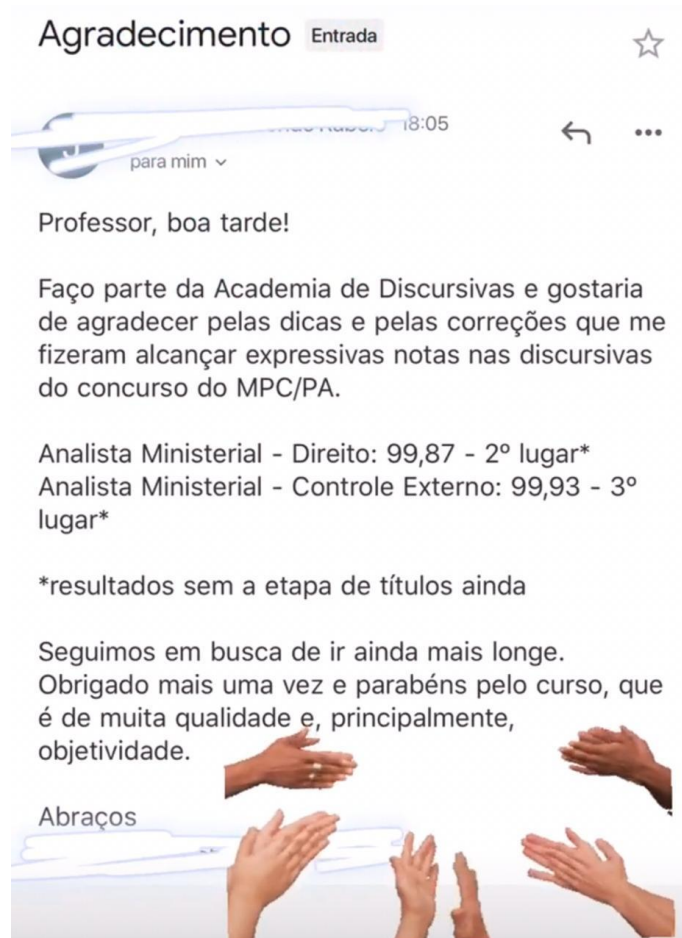 Agradecimento Entrada
18:05
para mim
Professor, boa tarde!
Faço parte da Academia de Discursivas e gostaria
de agradecer pelas dicas e pelas correções que me
fizeram alcançar expressivas notas nas discursivas
do concurso do MPC/PA.
Analista Ministerial - Direito: 99,87 - 2º lugar*
Analista Ministerial - Controle Externo: 99,93 - 3º
lugar*
*resultados sem a etapa de títulos ainda
Seguimos em busca de ir ainda mais longe.
Obrigado mais uma vez e parabéns pelo curso, que
é de muita qualidade e, principalmente,
objetividade.
Abraços